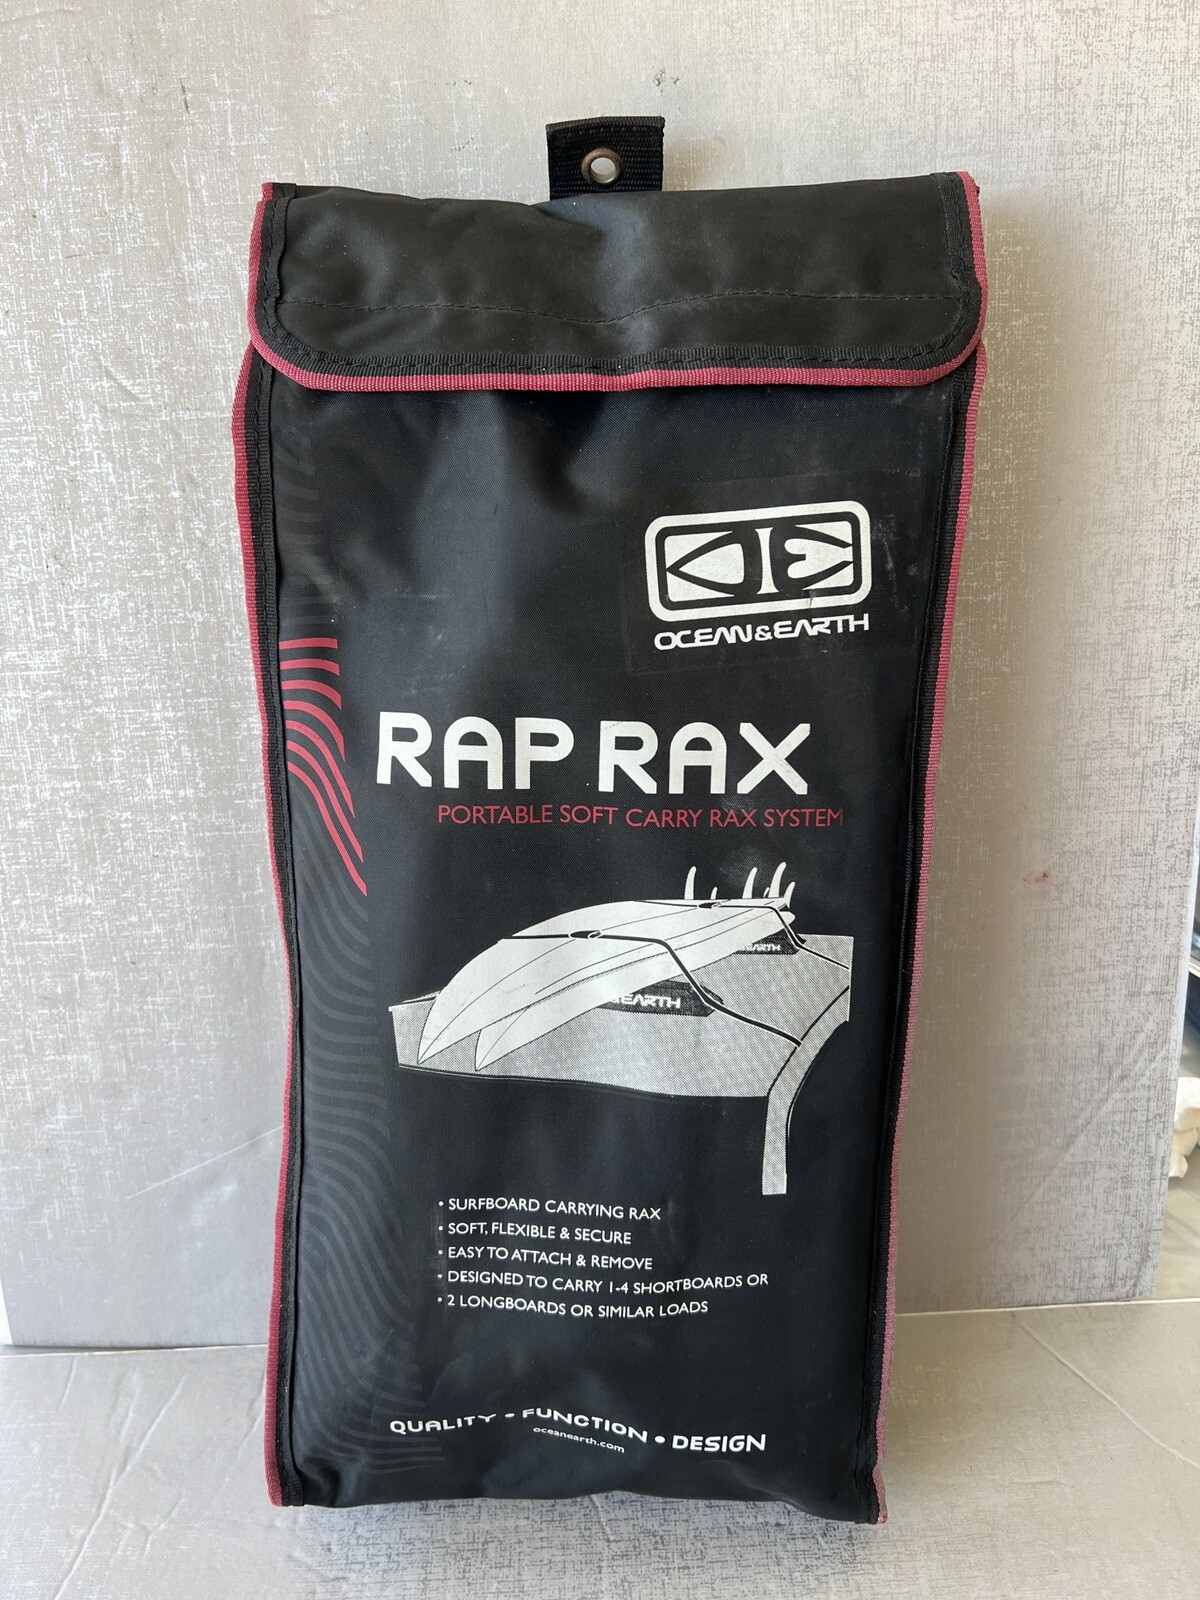 OCEAN&EARTH
RAP RAX
PORTABLE SOFT CARRY RAX SYSTEM
EARTH
&EARTH
• SURFBOARD CARRYING RAX
• SOFT, FLEXIBLE & SECURE
• EASY TO ATTACH & REMOVE
• DESIGNED TO CARRY 1-4 SHORTBOARDS OR
• 2 LONGBOARDS OR SIMILAR LOADS
QUALITY • FUNCTION • DESIGN
oceanearth.com